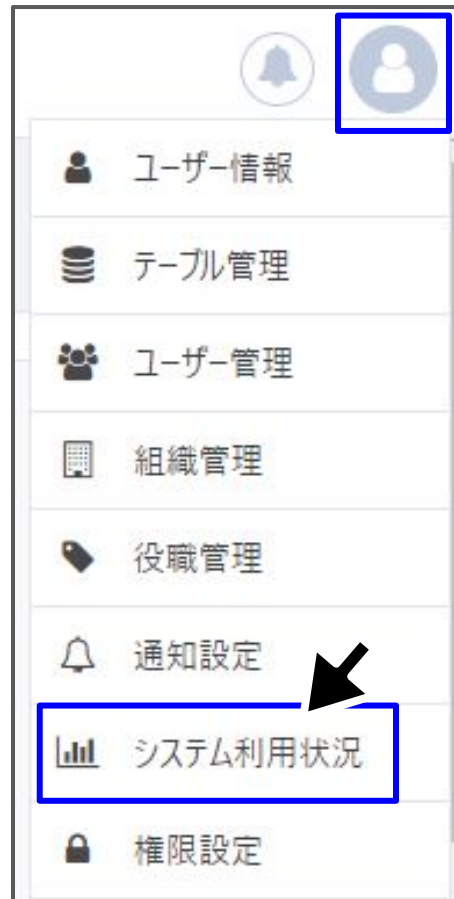 ユーザー情報
テーブル管理
ユーザー管理
組織管理
役職管理
通知設定
システム利用状況
権限設定